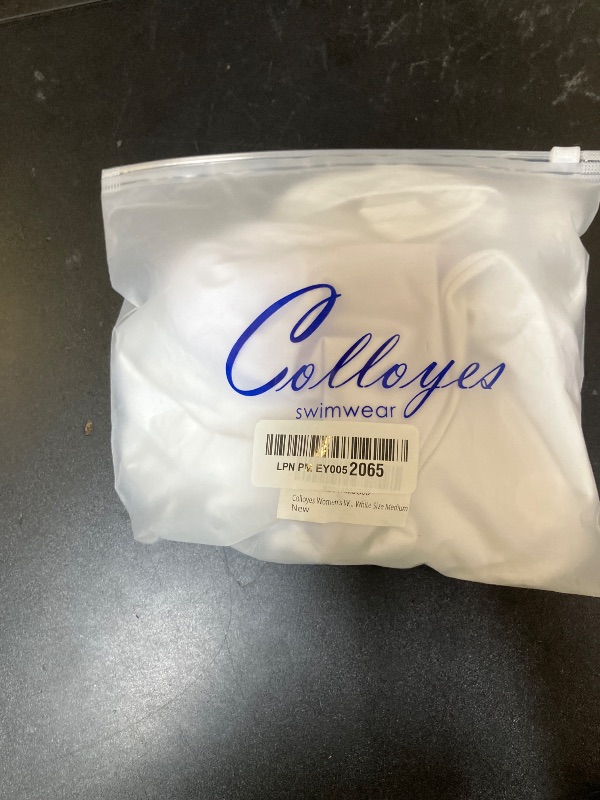 Colloyes
swimwear
LPN EY005 2065
Colloyes Women's W... White Size Medium
New